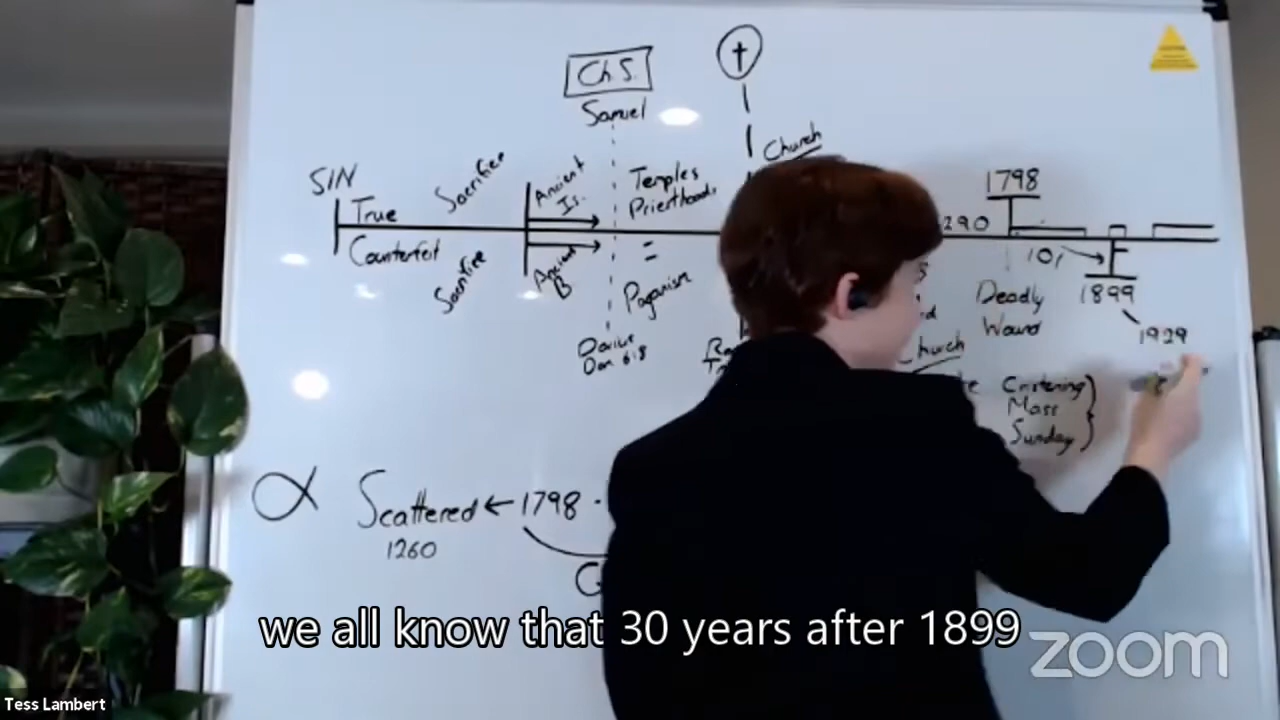 Ch S.
Samuel
Church
SIN
True
Sacrifice
Ancient
Is.
Temples
Priesthoods
1798
290
Counterfeit
Sacrifice
Ancient
B
=
Paganism
101
1899
1929
Deadly
Wound
Darius
Dan 6:8
Church
Cristening
Mass
Sunday
α Scattered ← 1798
1260
we all know that 30 years after 1899
zoom
Tess Lambert